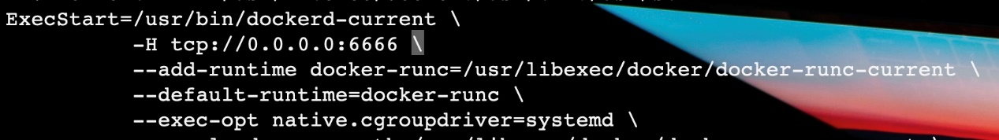 ExecStart=/usr/bin/dockerd-current \
-H tcp://0.0.0.0:6666 \
--add-runtime docker-runc=/usr/libexec/docker/docker-runc-current \
--default-runtime=docker-runc \
--exec-opt native.cgroupdriver=systemd \